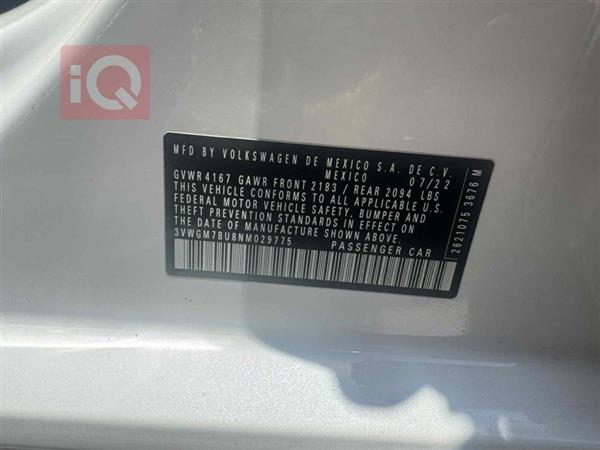 iQ
MFD BY VOLKSWAGEN DE MEXICO S.A. DE C.V.
MEXICO 07/22
GVWR4167 GAWR FRONT 2183 / REAR 2094 LBS
THIS VEHICLE CONFORMS TO ALL APPLICABLE
FEDERAL MOTOR VEHICLE SAFETY, BUMPER AND
THEFT PREVENTION STANDARDS IN EFFECT ON
THE DATE OF MANUFACTURE SHOWN ABOVE.
3VWGM7BU8NM029775 PASSENGER CAR
2621075 3676 M